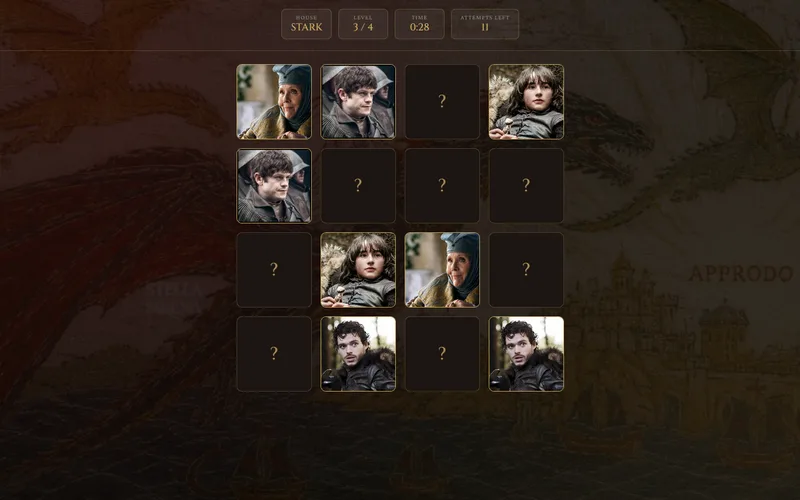 HOUSE
STARK
LEVEL
3 / 4
TIME
0:28
ATTEMPTS LEFT
11
?
? ? ?
? ?
? ?
APPRODO